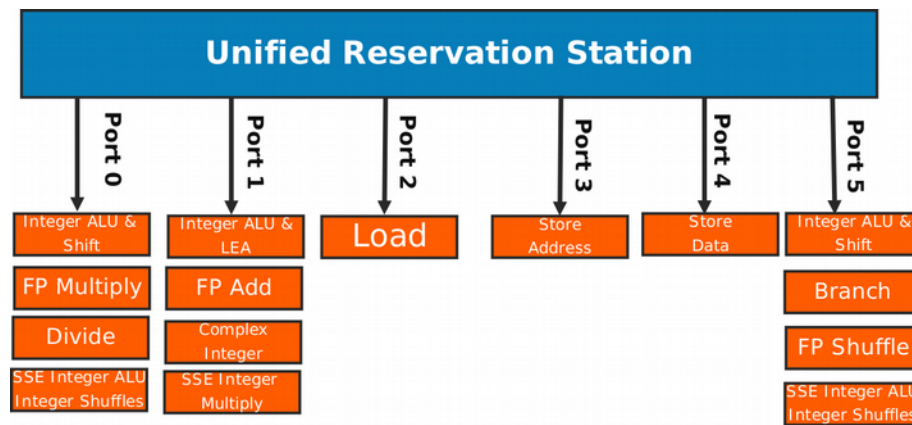 Unified Reservation Station
Port 0
Port 1
Port 2
Port 3
Port 4
Port 5
Integer ALU &
Shift
FP Multiply
Divide
SSE Integer ALU
Integer Shuffles
Integer ALU &
LEA
FP Add
Complex
Integer
SSE Integer
Multiply
Load
Store
Address
Store
Data
Integer ALU &
Shift
Branch
FP Shuffle
SSE Integer ALU
Integer Shuffles